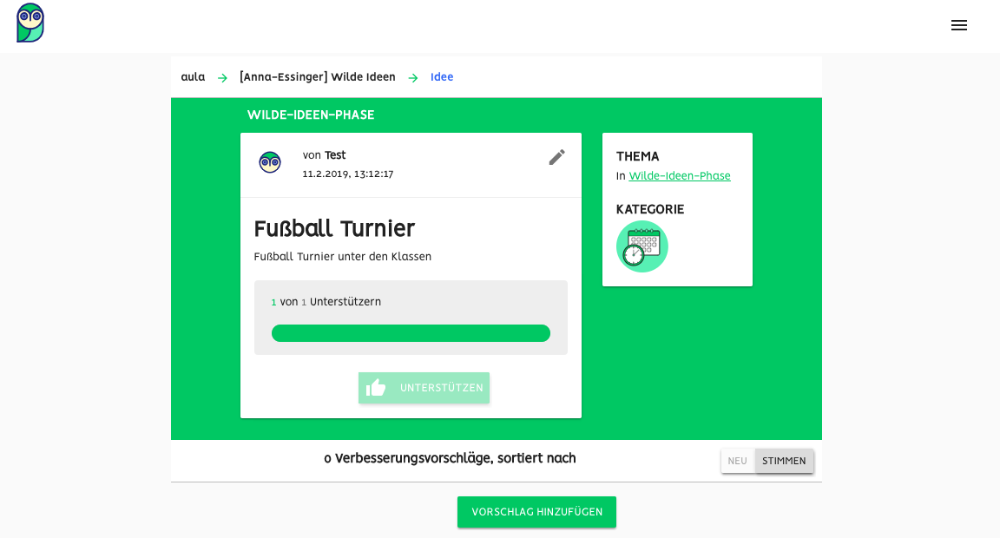 aula → [Anna-Essinger] Wilde Ideen → Idee
WILDE-IDEEN-PHASE
von Test
11.2.2019, 13:12:17
Fußball Turnier
Fußball Turnier unter den Klassen
1 von 1 Unterstützern
UNTERSTÜTZEN
THEMA
In Wilde-Ideen-Phase
KATEGORIE
0 Verbesserungsvorschläge, sortiert nach
NEU STIMMEN
VORSCHLAG HINZUFÜGEN